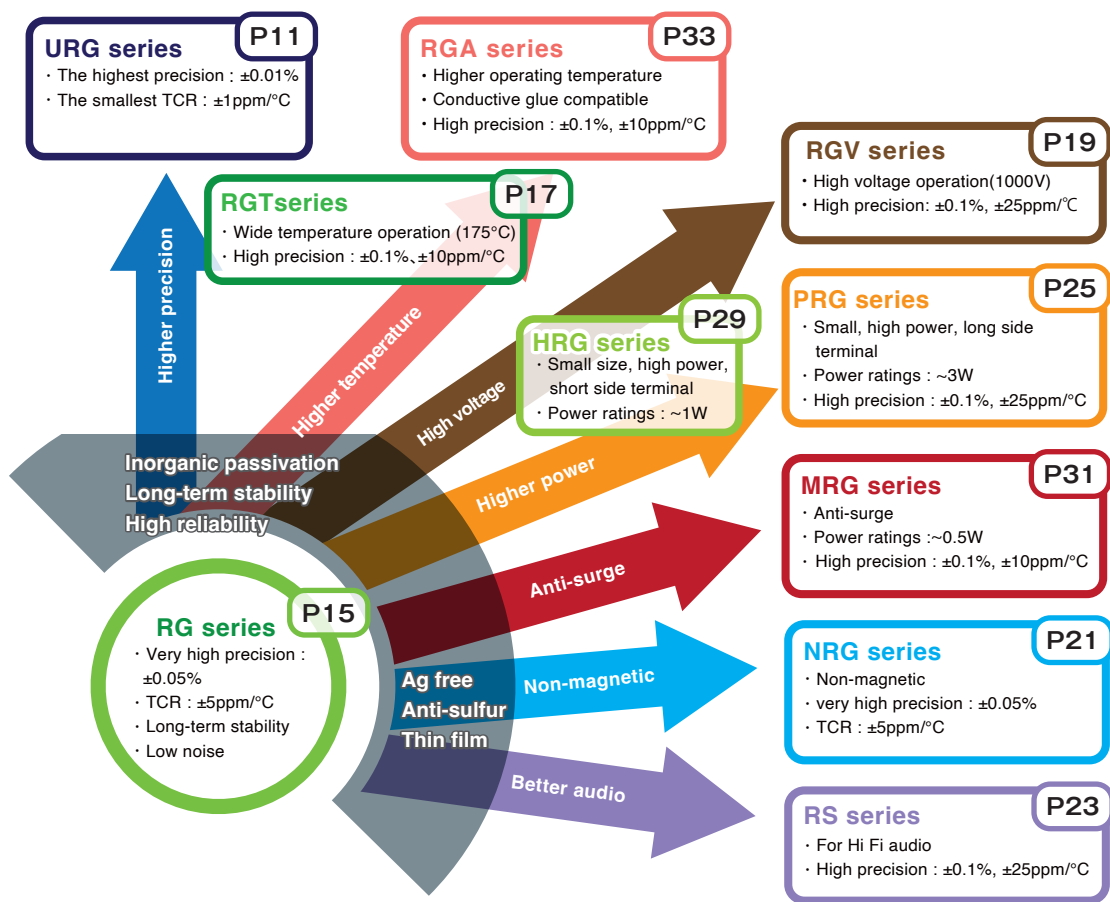 URG series
P11
· The highest precision : ±0.01%
· The smallest TCR : ±1ppm/°C
RGA series
P33
· Higher operating temperature
· Conductive glue compatible
· High precision : ±0.1%, ±10ppm/°C
RGV series
P19
· High voltage operation(1000V)
· High precision: ±0.1%, ±25ppm/℃
RGTseries
P17
· Wide temperature operation (175°C)
· High precision : ±0.1%、±10ppm/°C
PRG series
P25
· Small, high power, long side
terminal
· Power ratings : ~3W
· High precision : ±0.1%, ±25ppm/°C
HRG series
P29
· Small size, high power,
short side terminal
· Power ratings : ~1W
Higher precision
Higher temperature
High voltage
Higher power
Anti-surge
Non-magnetic
Better audio
Inorganic passivation
Long-term stability
High reliability
MRG series
P31
· Anti-surge
· Power ratings :~0.5W
· High precision : ±0.1%, ±10ppm/°C
RG series
P15
· Very high precision :
±0.05%
· TCR : ±5ppm/°C
· Long-term stability
· Low noise
Ag free
Anti-sulfur
Thin film
NRG series
P21
· Non-magnetic
· very high precision : ±0.05%
· TCR : ±5ppm/°C
RS series
P23
· For Hi Fi audio
· High precision : ±0.1%, ±25ppm/°C